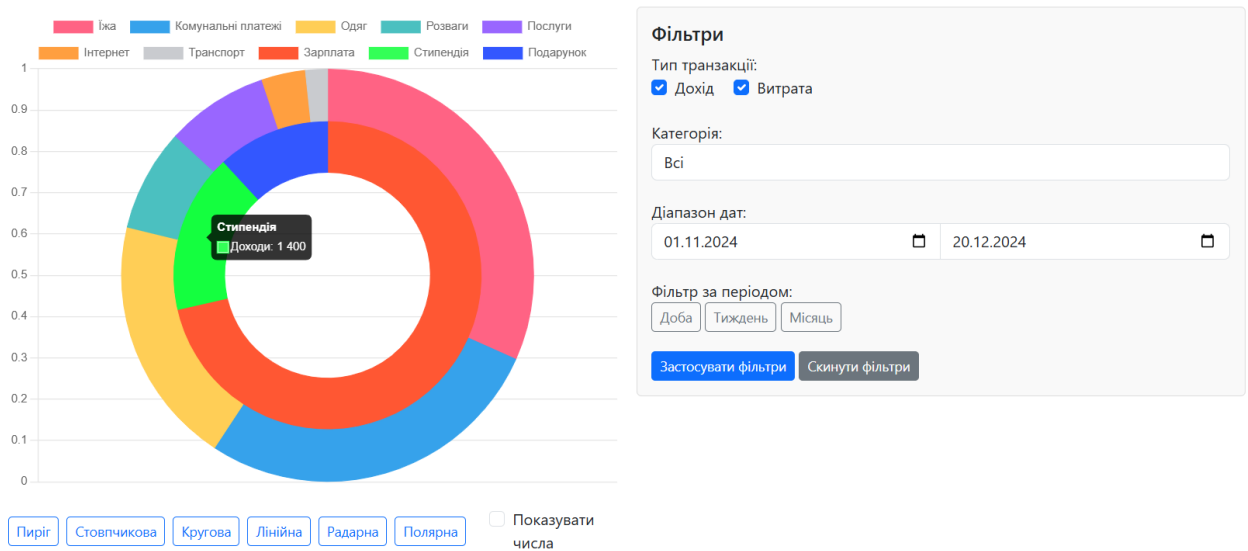 Їжа Комунальні платежі Одяг Розваги Послуги
Інтернет Транспорт Зарплата Стипендія Подарунок
1
0.9
0.8
0.7
0.6
0.5
0.4
0.3
0.2
0.1
0
Стипендія
Доходи: 1 400
Пиріг Стовпчикова Кругова Лінійна Радарна Полярна
Показувати
числа
Фільтри
Тип транзакції:
Дохід Витрата
Категорія:
Всі
Діапазон дат:
01.11.2024 20.12.2024
Фільтр за періодом:
Доба Тиждень Місяць
Застосувати фільтри Скинути фільтри